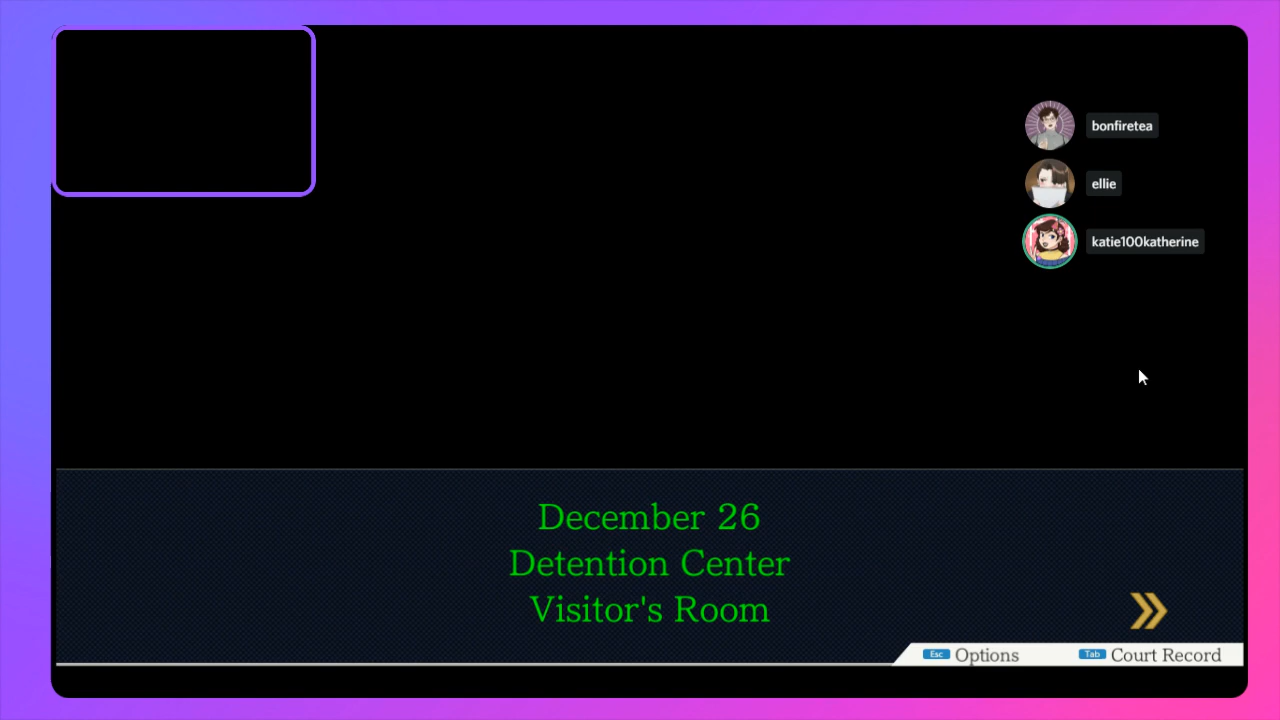 bonfiretea
ellie
katie100katherine
December 26
Detention Center
Visitor's Room
Esc Options
Tab Court Record